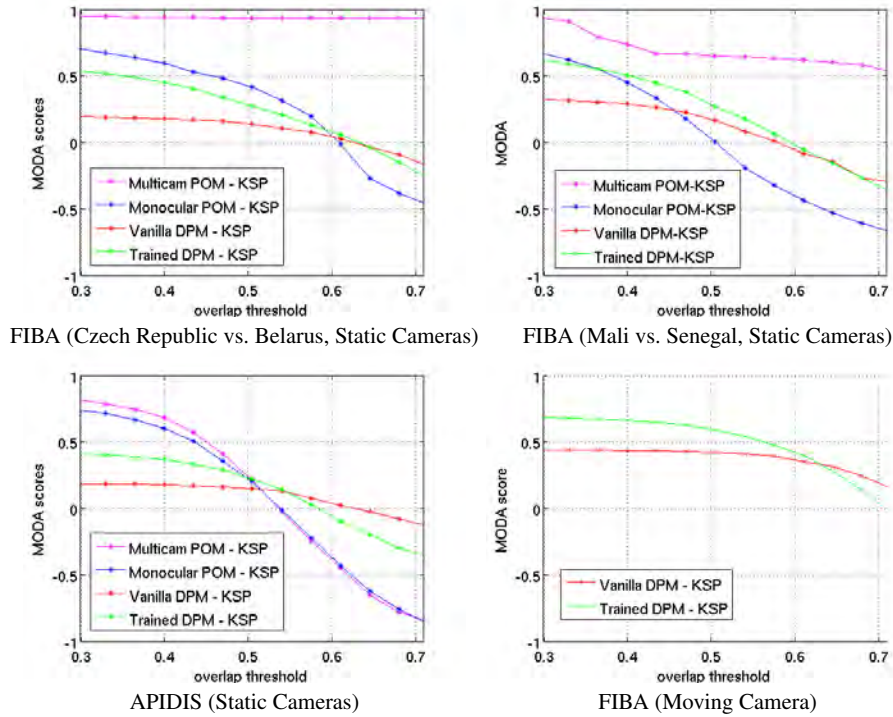 1
0.5
0
-0.5
-1
MODA scores
Multicam POM - KSP
Monocular POM - KSP
Vanilla DPM - KSP
Trained DPM - KSP
0.3 0.4 0.5 0.6 0.7
overlap threshold
FIBA (Czech Republic vs. Belarus, Static Cameras)
1
0.5
0
-0.5
-1
MODA
Multicam POM-KSP
Monocular POM-KSP
Vanilla DPM-KSP
Trained DPM-KSP
0.3 0.4 0.5 0.6 0.7
overlap threshold
FIBA (Mali vs. Senegal, Static Cameras)
1
0.5
0
-0.5
-1
MODA scores
Multicam POM - KSP
Monocular POM - KSP
Vanilla DPM - KSP
Trained DPM - KSP
0.3 0.4 0.5 0.6 0.7
overlap threshold
APIDIS (Static Cameras)
1
0.5
0
-0.5
-1
MODA score
Vanilla DPM - KSP
Trained DPM - KSP
0.3 0.4 0.5 0.6 0.7
overlap threshold
FIBA (Moving Camera)